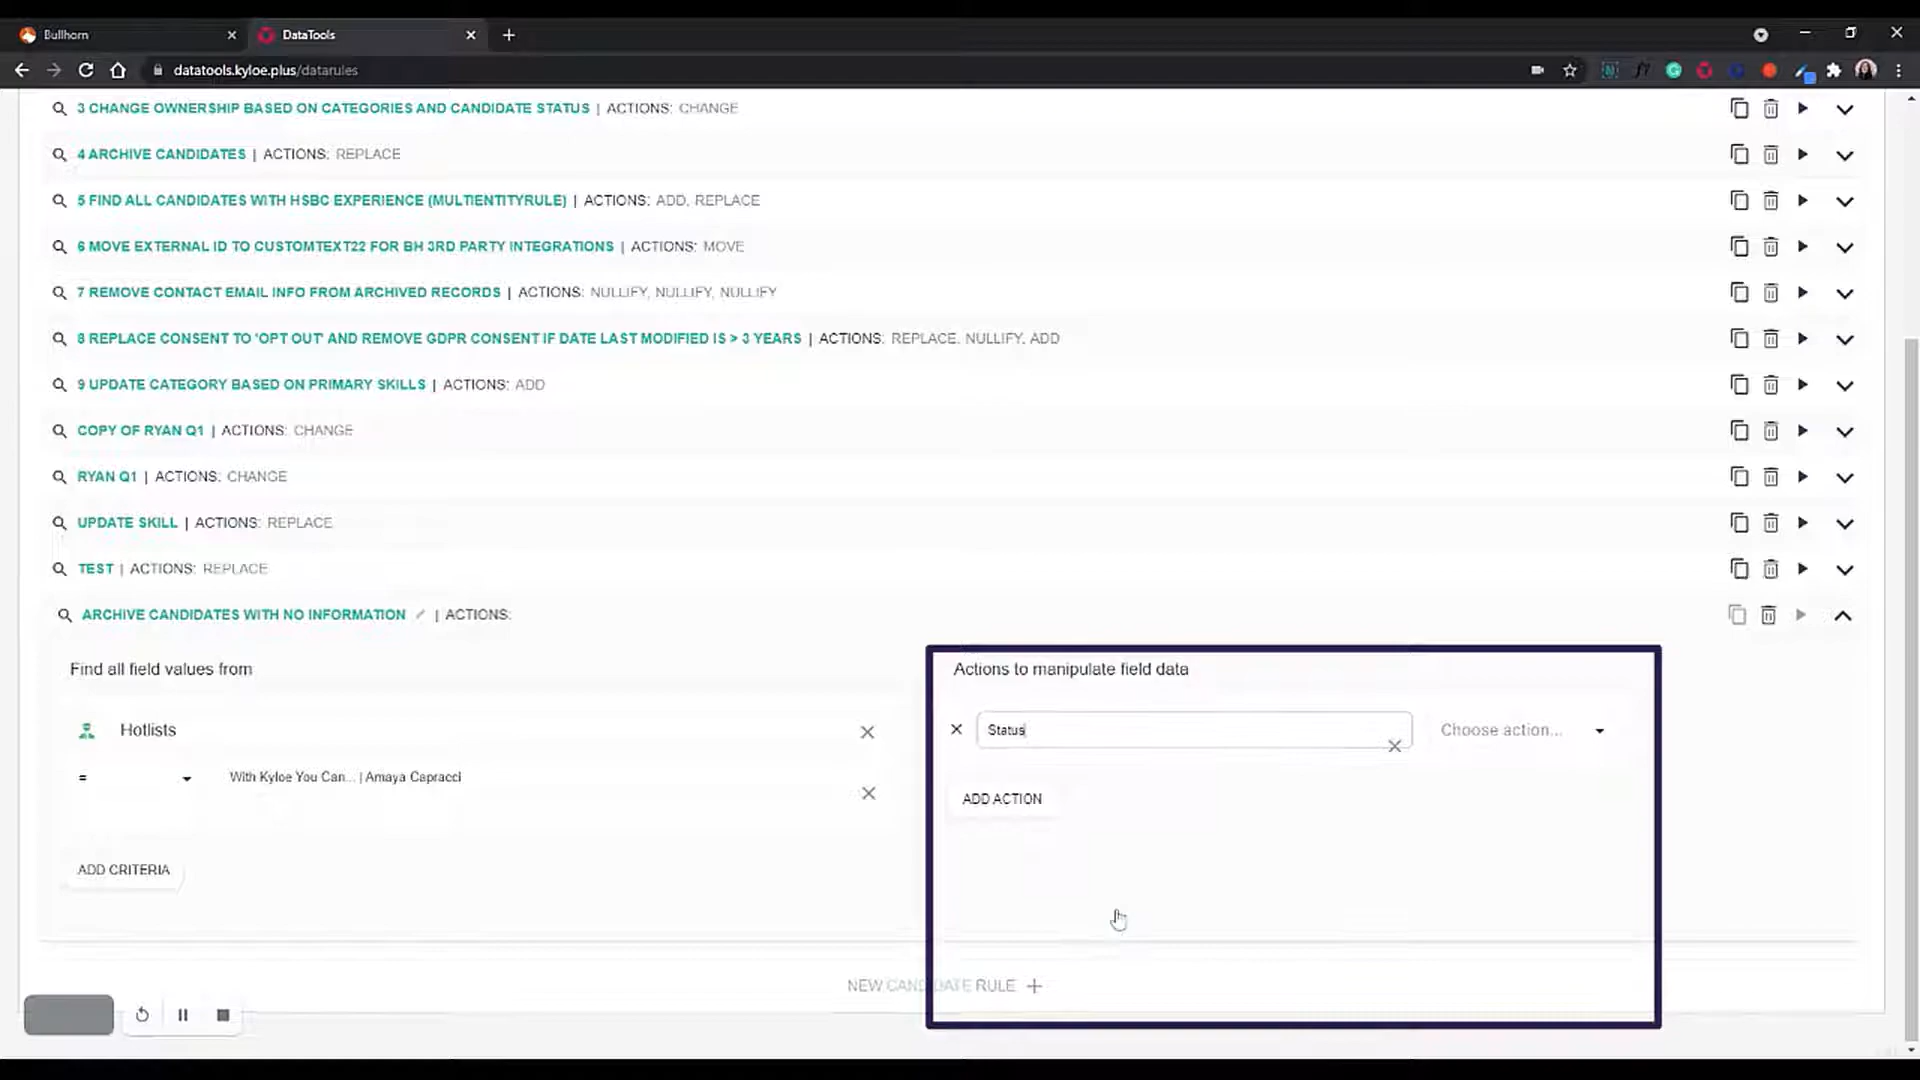 Bullhorn
DataTools
datatools.kyloe.plus/datarules
3 CHANGE OWNERSHIP BASED ON CATEGORIES AND CANDIDATE STATUS | ACTIONS: CHANGE
4 ARCHIVE CANDIDATES | ACTIONS: REPLACE
5 FIND ALL CANDIDATES WITH HSBC EXPERIENCE (MULTIENTITYRULE) | ACTIONS: ADD, REPLACE
6 MOVE EXTERNAL ID TO CUSTOMTEXT22 FOR BH 3RD PARTY INTEGRATIONS | ACTIONS: MOVE
7 REMOVE CONTACT EMAIL INFO FROM ARCHIVED RECORDS | ACTIONS: NULLIFY, NULLIFY, NULLIFY
8 REPLACE CONSENT TO 'OPT OUT' AND REMOVE GDPR CONSENT IF DATE LAST MODIFIED IS > 3 YEARS | ACTIONS: REPLACE, NULLIFY, ADD
9 UPDATE CATEGORY BASED ON PRIMARY SKILLS | ACTIONS: ADD
COPY OF RYAN Q1 | ACTIONS: CHANGE
RYAN Q1 | ACTIONS: CHANGE
UPDATE SKILL | ACTIONS: REPLACE
TEST | ACTIONS: REPLACE
ARCHIVE CANDIDATES WITH NO INFORMATION | ACTIONS:
Find all field values from
Hotlists
= With Kyloe You Can... | Amaya Capracci
ADD CRITERIA
Actions to manipulate field data
Status Choose action...
ADD ACTION
NEW CANDIDATE RULE +